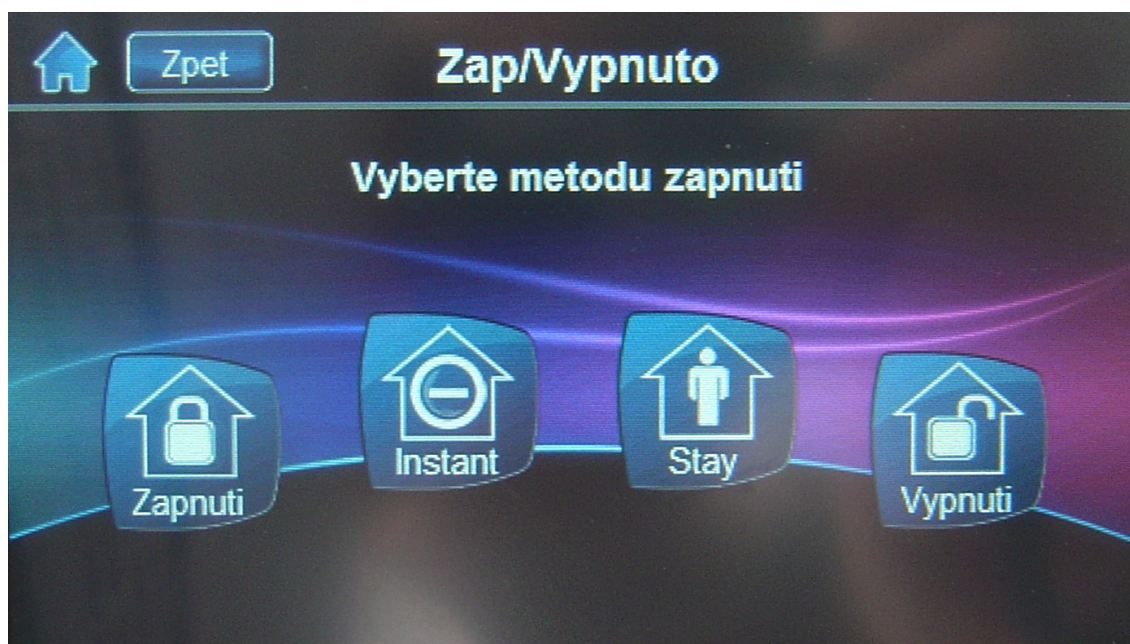 Zpet
Zap/Vypnuto
Vyberte metodu zapnuti
Zapnuti
Instant
Stay
Vypnuti